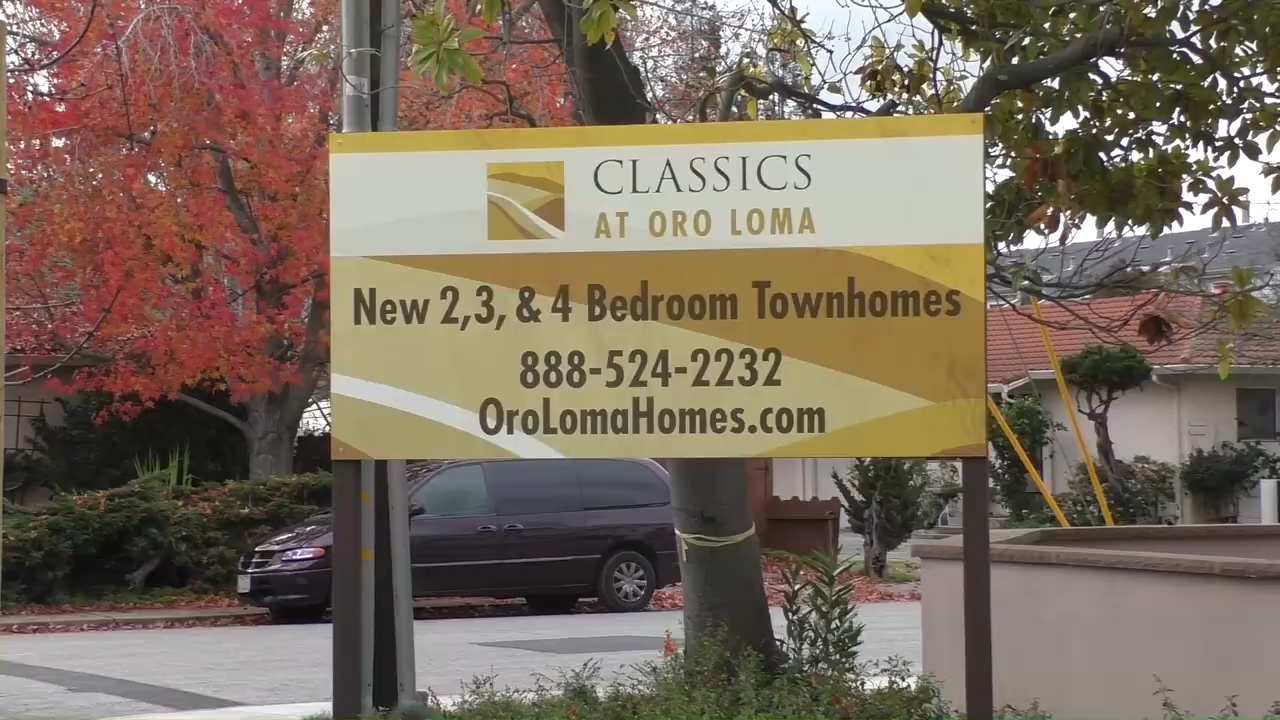 CLASSICS
AT ORO LOMA
New 2,3, & 4 Bedroom Townhomes
888-524-2232
OroLomaHomes.com